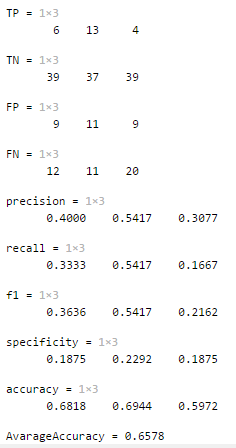 TP = 1×3
6 13 4
TN = 1×3
39 37 39
FP = 1×3
9 11 9
FN = 1×3
12 11 20
precision = 1×3
0.4000 0.5417 0.3077
recall = 1×3
0.3333 0.5417 0.1667
f1 = 1×3
0.3636 0.5417 0.2162
specificity = 1×3
0.1875 0.2292 0.1875
accuracy = 1×3
0.6818 0.6944 0.5972
AvarageAccuracy = 0.6578